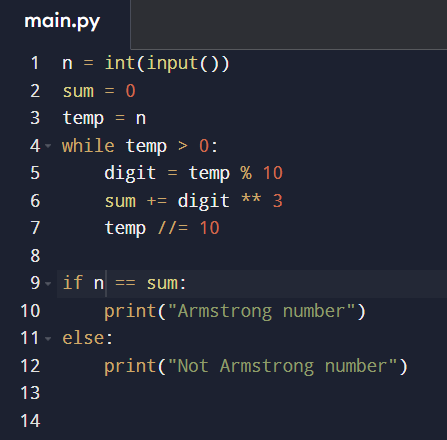 main.py
1 n = int(input())
2 sum = 0
3 temp = n
4 while temp > 0:
5     digit = temp % 10
6     sum += digit ** 3
7     temp //= 10
8
9 if n == sum:
10     print("Armstrong number")
11 else:
12     print("Not Armstrong number")
13
14